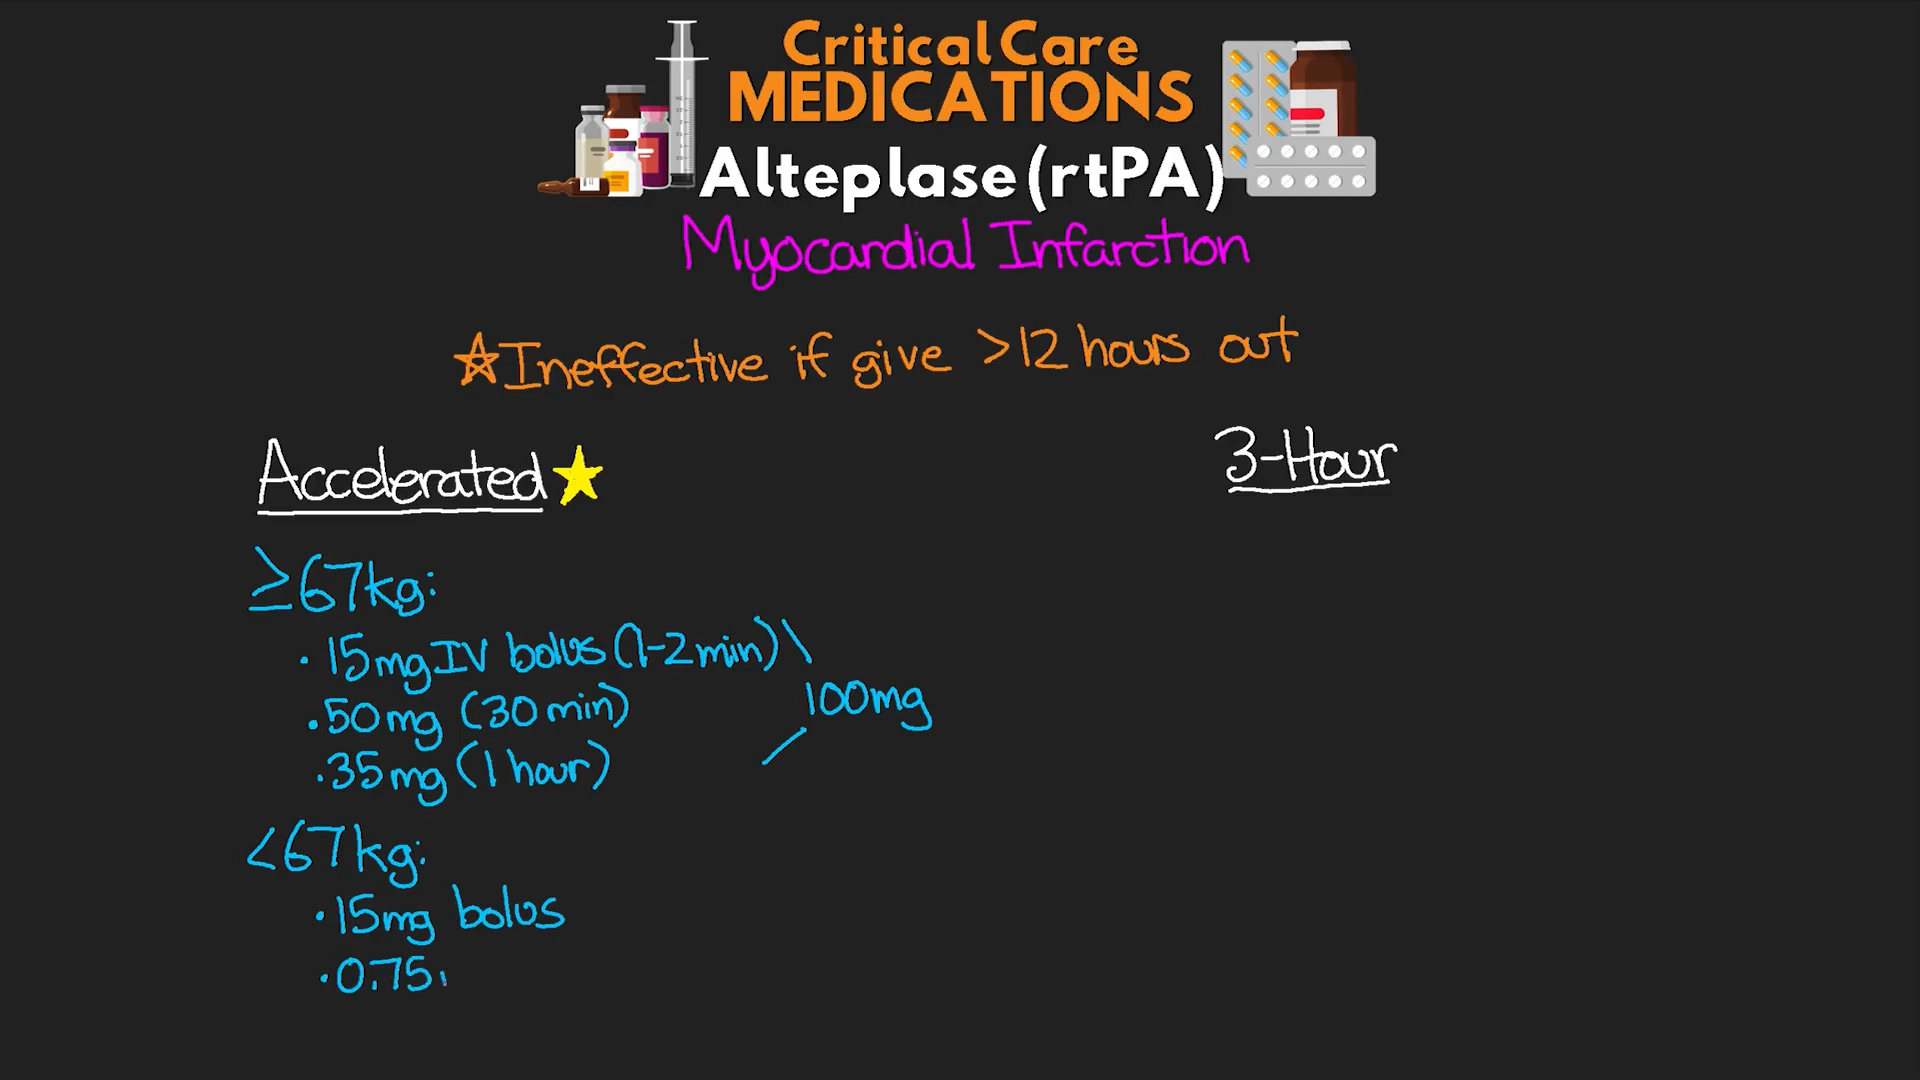 Critical Care
MEDICATIONS
Alteplase (rtPA)
Myocardial Infarction
☆Ineffective if give >12 hours out
Accelerated★
≥67kg:
•15mg IV bolus (1-2 min)
•50mg (30 min)
100mg
•35mg (1 hour)
<67kg:
•15mg bolus
•0.75
3-Hour